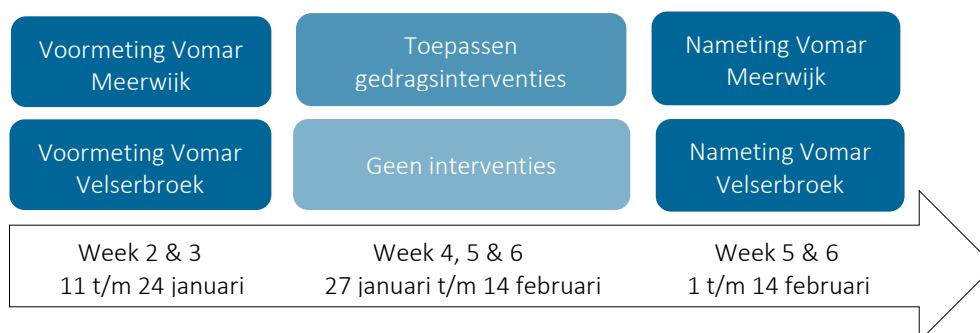 Voormeting Vomar
Meerwijk
Toepassen
gedragsinterventies
Nameting Vomar
Meerwijk
Voormeting Vomar
Velserbroek
Geen interventies
Nameting Vomar
Velserbroek
Week 2 & 3
11 t/m 24 januari
Week 4, 5 & 6
27 januari t/m 14 februari
Week 5 & 6
1 t/m 14 februari